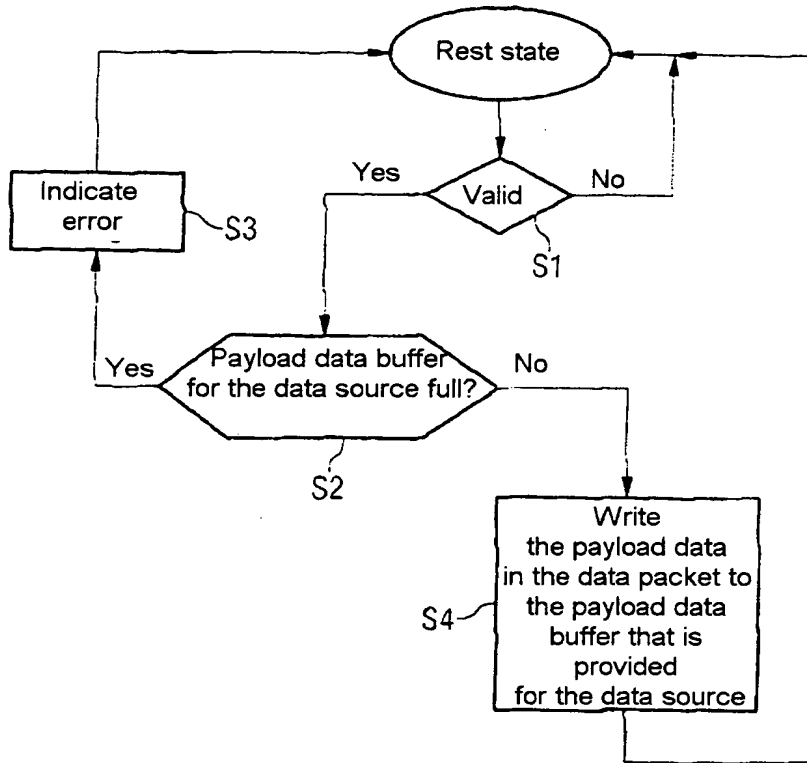 Rest state
Yes
Valid
No
S1
Indicate
error
S3
Yes
Payload data buffer
for the data source full?
No
S2
Write
the payload data
in the data packet to
the payload data
buffer that is
provided
for the data source
S4